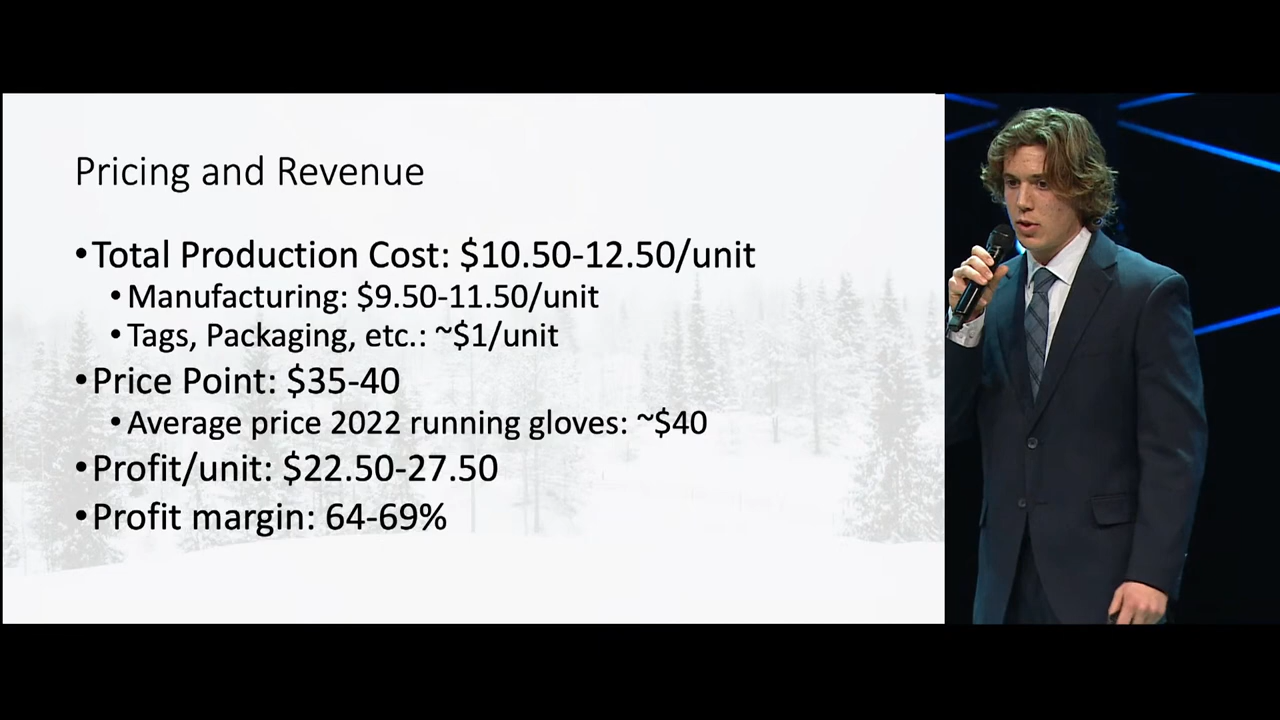 Pricing and Revenue
•Total Production Cost: $10.50-12.50/unit
•Manufacturing: $9.50-11.50/unit
•Tags, Packaging, etc.: ~$1/unit
•Price Point: $35-40
•Average price 2022 running gloves: ~$40
•Profit/unit: $22.50-27.50
•Profit margin: 64-69%